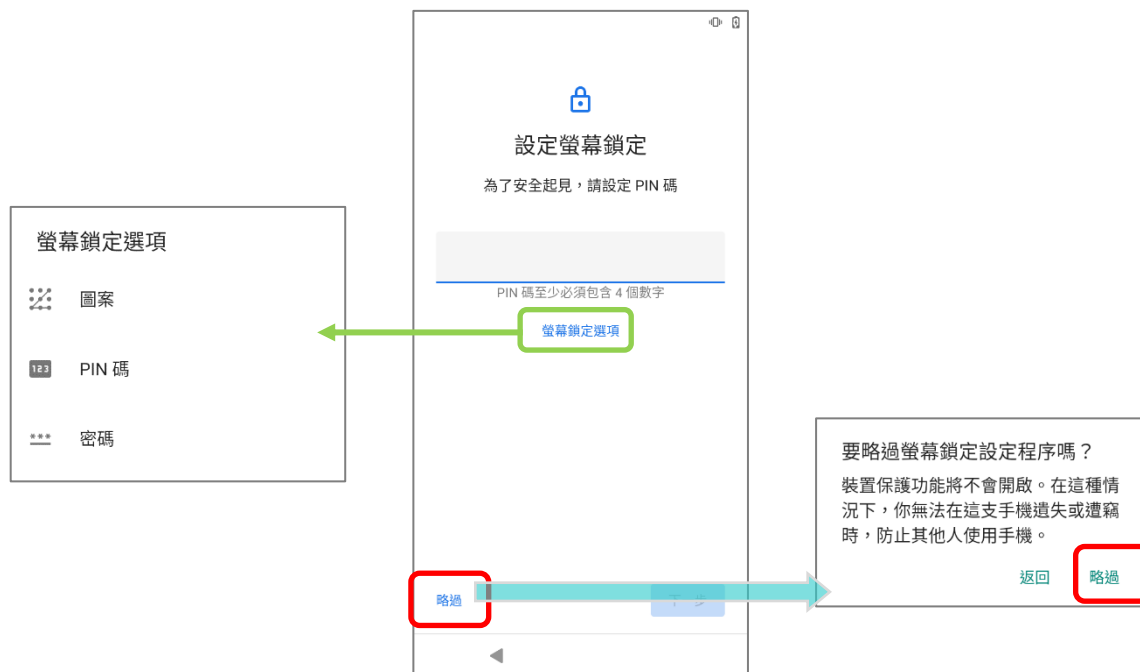 設定螢幕鎖定
為了安全起見，請設定 PIN 碼
PIN 碼至少必須包含 4 個數字
螢幕鎖定選項
略過
下一步
螢幕鎖定選項
圖案
123
PIN 碼
***
密碼
要略過螢幕鎖定設定程序嗎？
裝置保護功能將不會開啟。在這種情
況下，你無法在這支手機遺失或遭竊
時，防止其他人使用手機。
返回
略過